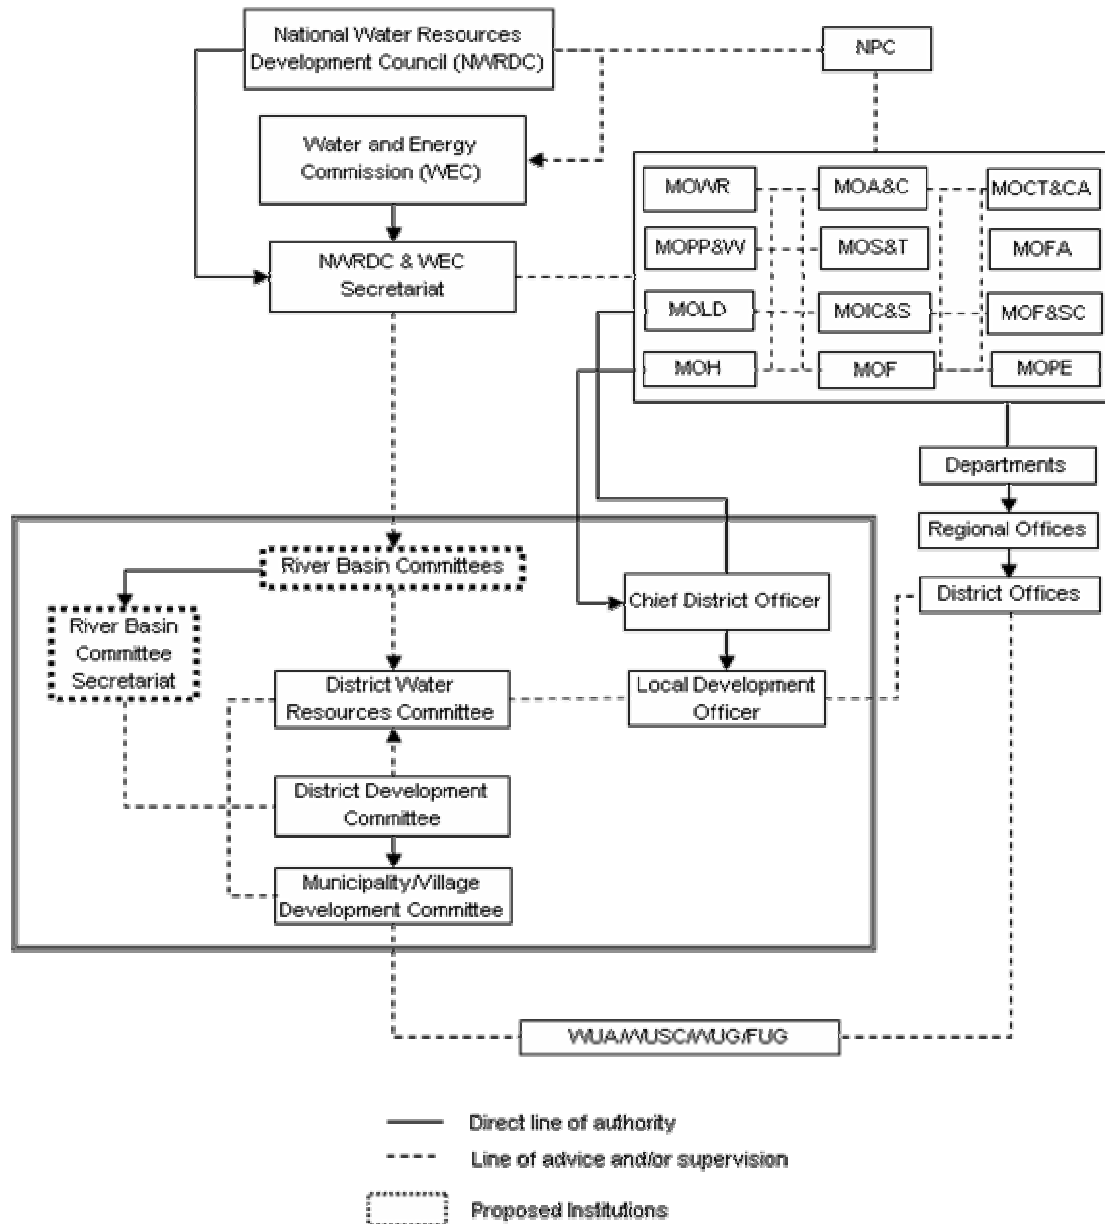 National Water Resources
Development Council (NWRDC)
NPC
Water and Energy
Commission (WEC)
MOWR
MOA&C
MOCT&CA
MOPP&W
MOS&T
MOFA
NWRDC & WEC
Secretariat
MOLD
MOIC&S
MOF&SC
MOH
MOF
MOPE
Departments
Regional Offices
District Offices
River Basin Committees
Chief District Officer
River Basin
Committee
Secretariat
District Water
Resources Committee
Local Development
Officer
District Development
Committee
Municipality/Village
Development Committee
WUA/WUSC/WUG/FUG
Direct line of authority
Line of advice and/or supervision
Proposed Institutions